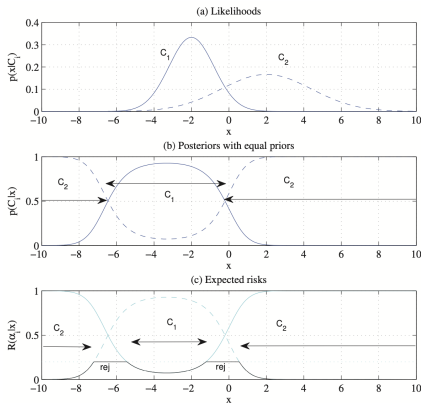 (a) Likelihoods
0.4
0.3
0.2
0.1
0
p(x|C_i)
C_1
C_2
−10 −8 −6 −4 −2 0 2 4 6 8 10
x
(b) Posteriors with equal priors
1
0.5
0
p(C_i|x)
C_2
C_1
C_2
−10 −8 −6 −4 −2 0 2 4 6 8 10
x
(c) Expected risks
1
0.5
0
R(α_i|x)
C_2
C_1
C_2
rej
rej
−10 −8 −6 −4 −2 0 2 4 6 8 10
x